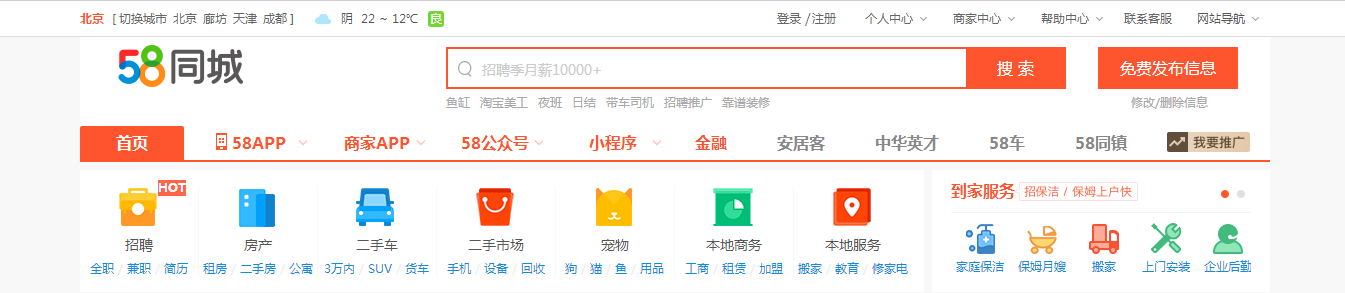 北京 [ 切换城市 北京 廊坊 天津 成都 ] 阴 22 ~ 12℃ 良 登录 / 注册 个人中心 商家中心 帮助中心 联系客服 网站导航
58同城 招聘季月薪10000+ 搜 索 免费发布信息
鱼缸 淘宝美工 夜班 日结 带车司机 招聘推广 靠谱装修 修改/删除信息
首页 58APP 商家APP 58公众号 小程序 金融 安居客 中华英才 58车 58同镇 我要推广
HOT 到家服务 招保洁 / 保姆上户快
招聘 房产 二手车 二手市场 宠物 本地商务 本地服务
全职 / 兼职 / 简历 租房 / 二手房 / 公寓 3万内 / SUV / 货车 手机 / 设备 / 回收 狗 / 猫 / 鱼 / 用品 工商 / 租赁 / 加盟 搬家 / 教育 / 修家电 家庭保洁 保姆月嫂 搬家 上门安装 企业后勤